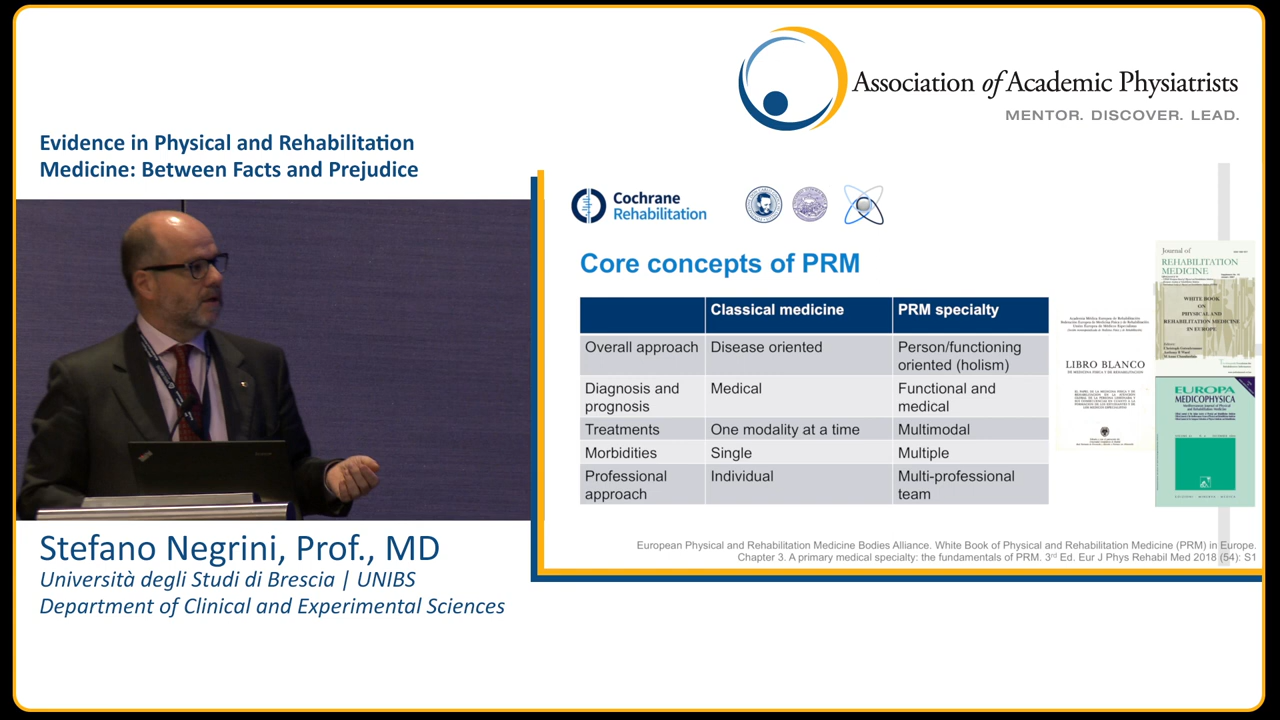 Association of Academic Physiatrists
MENTOR. DISCOVER. LEAD.
Evidence in Physical and Rehabilitation
Medicine: Between Facts and Prejudice
Cochrane
Rehabilitation
Core concepts of PRM
Classical medicine
PRM specialty
Overall approach
Disease oriented
Person/functioning
oriented (holism)
Diagnosis and
prognosis
Medical
Functional and
medical
Treatments
One modality at a time
Multimodal
Morbidities
Single
Multiple
Professional
approach
Individual
Multi-professional
team
LIBRO BLANCO
DE MEDICINA FÍSICA Y DE REHABILITACIÓN
Journal of
REHABILITATION
MEDICINE
WHITE BOOK
ON
PHYSICAL AND
REHABILITATION MEDICINE
IN EUROPE
EUROPA
MEDICOPHYSICA
European Physical and Rehabilitation Medicine Bodies Alliance. White Book of Physical and Rehabilitation Medicine (PRM) in Europe.
Chapter 3. A primary medical specialty: the fundamentals of PRM. 3rd Ed. Eur J Phys Rehabil Med 2018 (54): S1
Stefano Negrini, Prof., MD
Università degli Studi di Brescia | UNIBS
Department of Clinical and Experimental Sciences